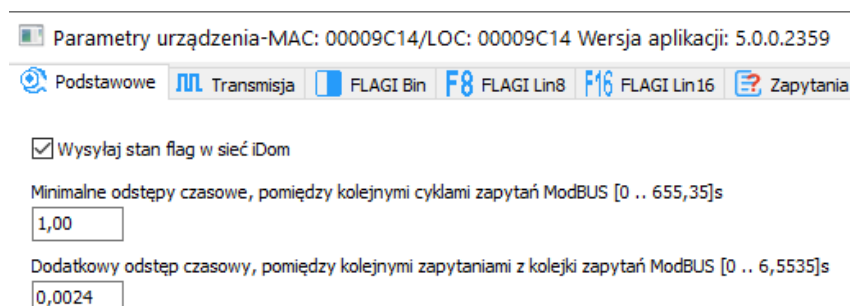 Parametry urządzenia-MAC: 00009C14/LOC: 00009C14 Wersja aplikacji: 5.0.0.2359
Podstawowe Transmisja FLAGI Bin F8 FLAGI Lin8 F16 FLAGI Lin16 Zapytania
Wysyłaj stan flag w sieć iDom
Minimalne odstępy czasowe, pomiędzy kolejnymi cyklami zapytań ModBUS [0 .. 655,35]s
1,00
Dodatkowy odstęp czasowy, pomiędzy kolejnymi zapytaniami z kolejki zapytań ModBUS [0 .. 6,5535]s
0,0024